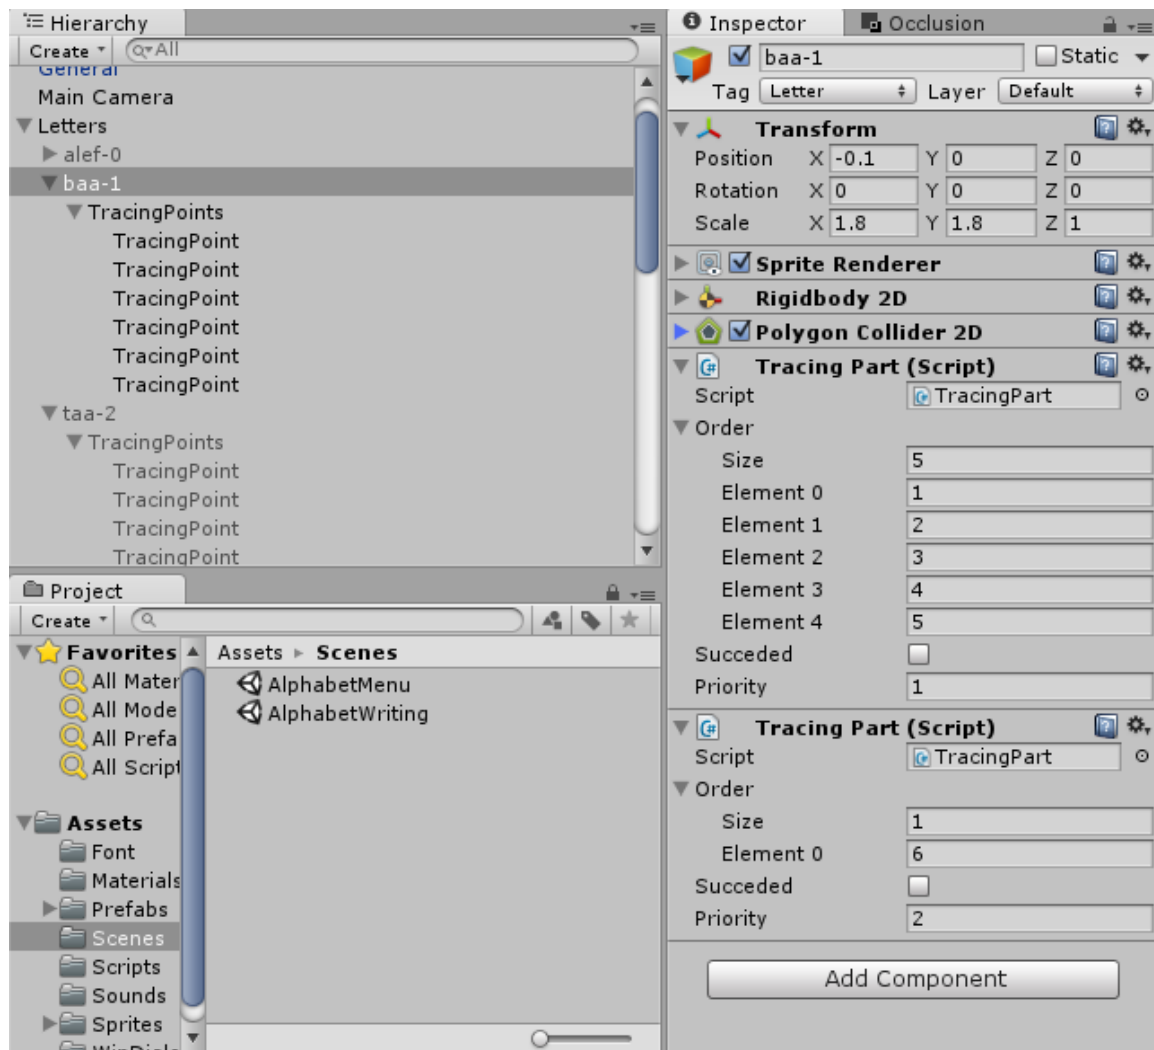 Hierarchy
Create All
General
Main Camera
Letters
alef-0
baa-1
TracingPoints
TracingPoint
TracingPoint
TracingPoint
TracingPoint
TracingPoint
TracingPoint
taa-2
TracingPoints
TracingPoint
TracingPoint
TracingPoint
TracingPoint
Project
Create
Favorites
All Mater
All Mode
All Prefa
All Script
Assets
Font
Materials
Prefabs
Scenes
Scripts
Sounds
Sprites
Assets Scenes
AlphabetMenu
AlphabetWriting
Inspector Occlusion
baa-1 Static
Tag Letter Layer Default
Transform
Position X -0.1 Y 0 Z 0
Rotation X 0 Y 0 Z 0
Scale X 1.8 Y 1.8 Z 1
Sprite Renderer
Rigidbody 2D
Polygon Collider 2D
Tracing Part (Script)
Script TracingPart
Order
Size 5
Element 0 1
Element 1 2
Element 2 3
Element 3 4
Element 4 5
Succeded
Priority 1
Tracing Part (Script)
Script TracingPart
Order
Size 1
Element 0 6
Succeded
Priority 2
Add Component